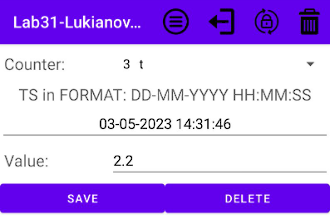 Lab31-Lukianov...
Counter: 3 t
TS in FORMAT: DD-MM-YYYY HH:MM:SS
03-05-2023 14:31:46
Value: 2.2
SAVE DELETE